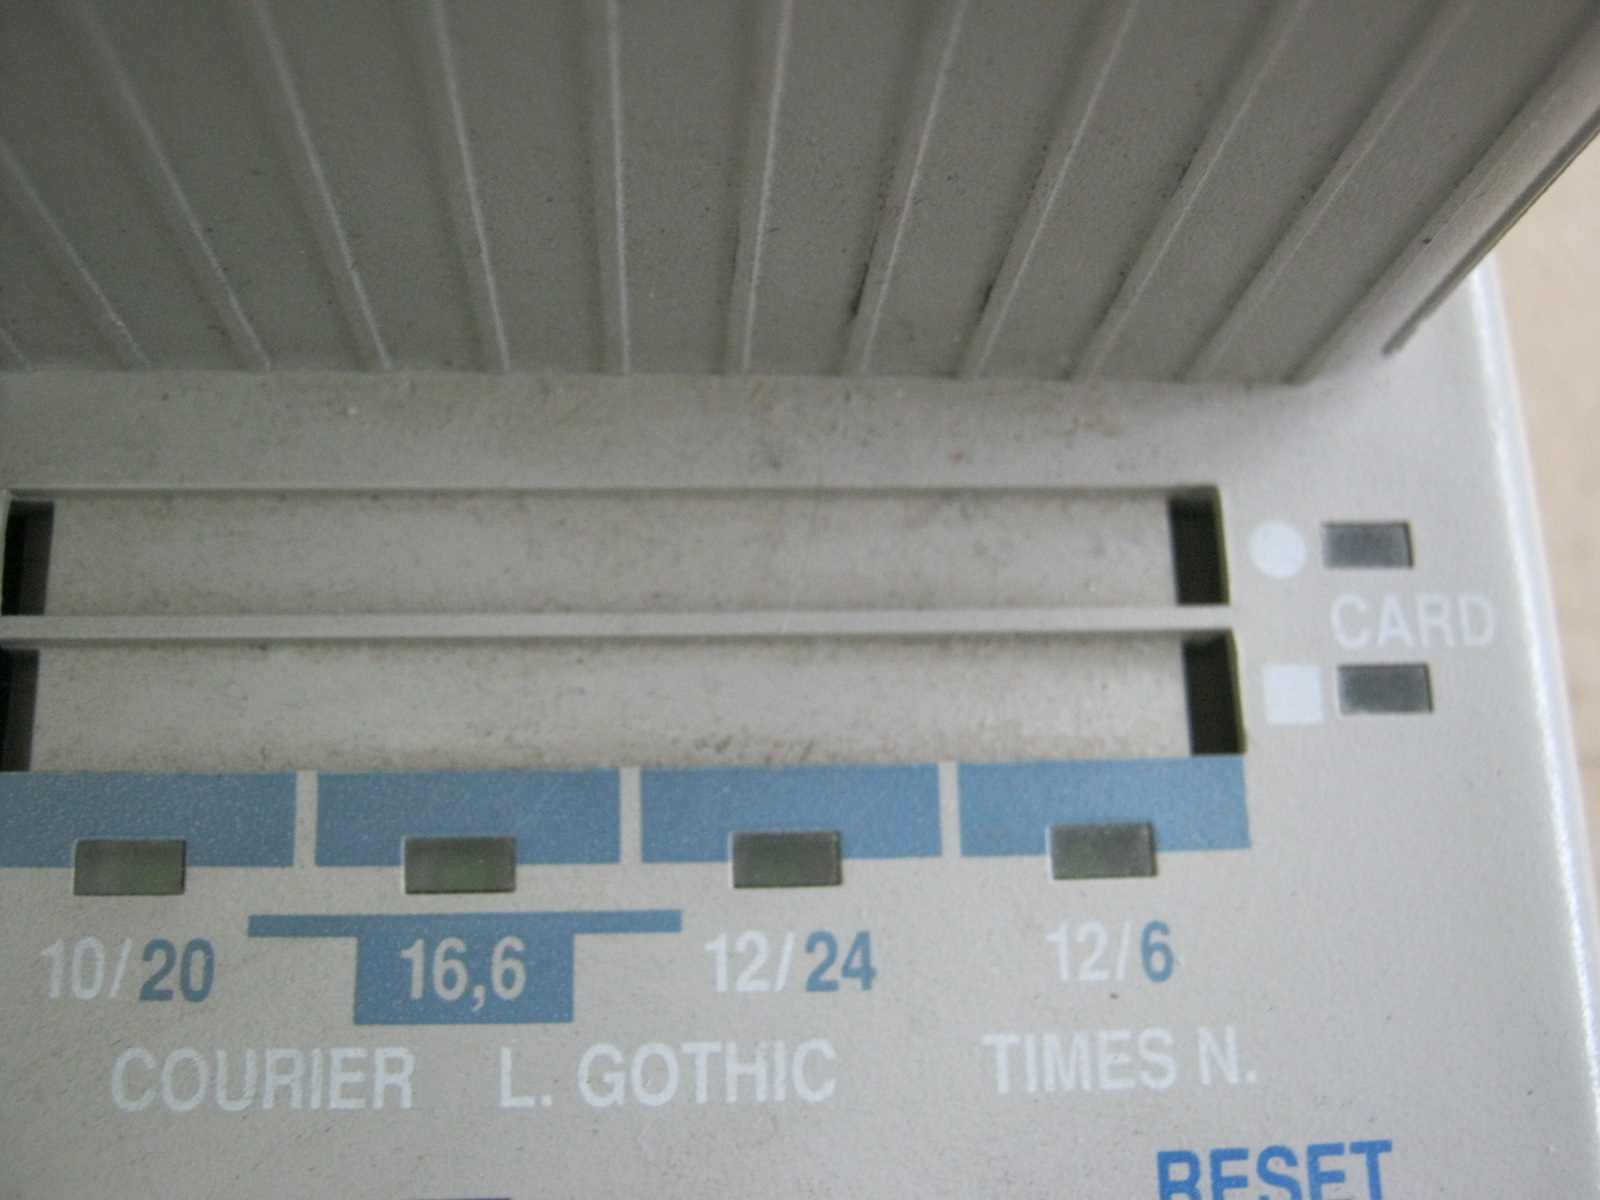 CARD
10/20 16,6 12/24 12/6
COURIER L. GOTHIC TIMES N.
RESET